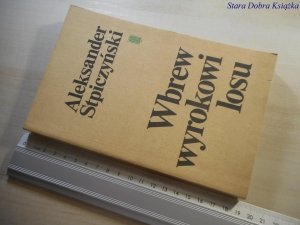 Stara Dobra Książka
Aleksander
Stpiczyński
Wbrew
wyrokowi
losu